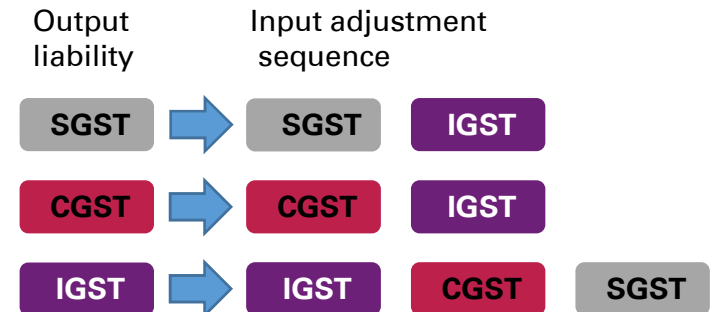 Output liability
Input adjustment sequence
SGST SGST IGST
CGST CGST IGST
IGST IGST CGST SGST